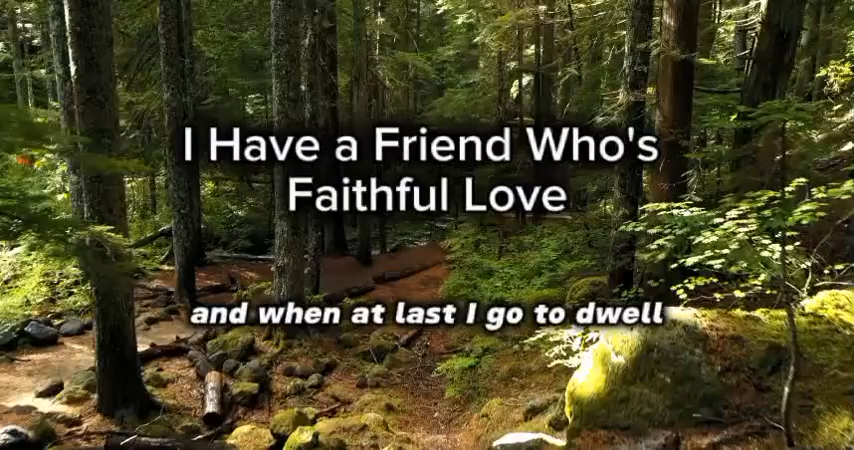 I Have a Friend Who's
Faithful Love
and when at last I go to dwell